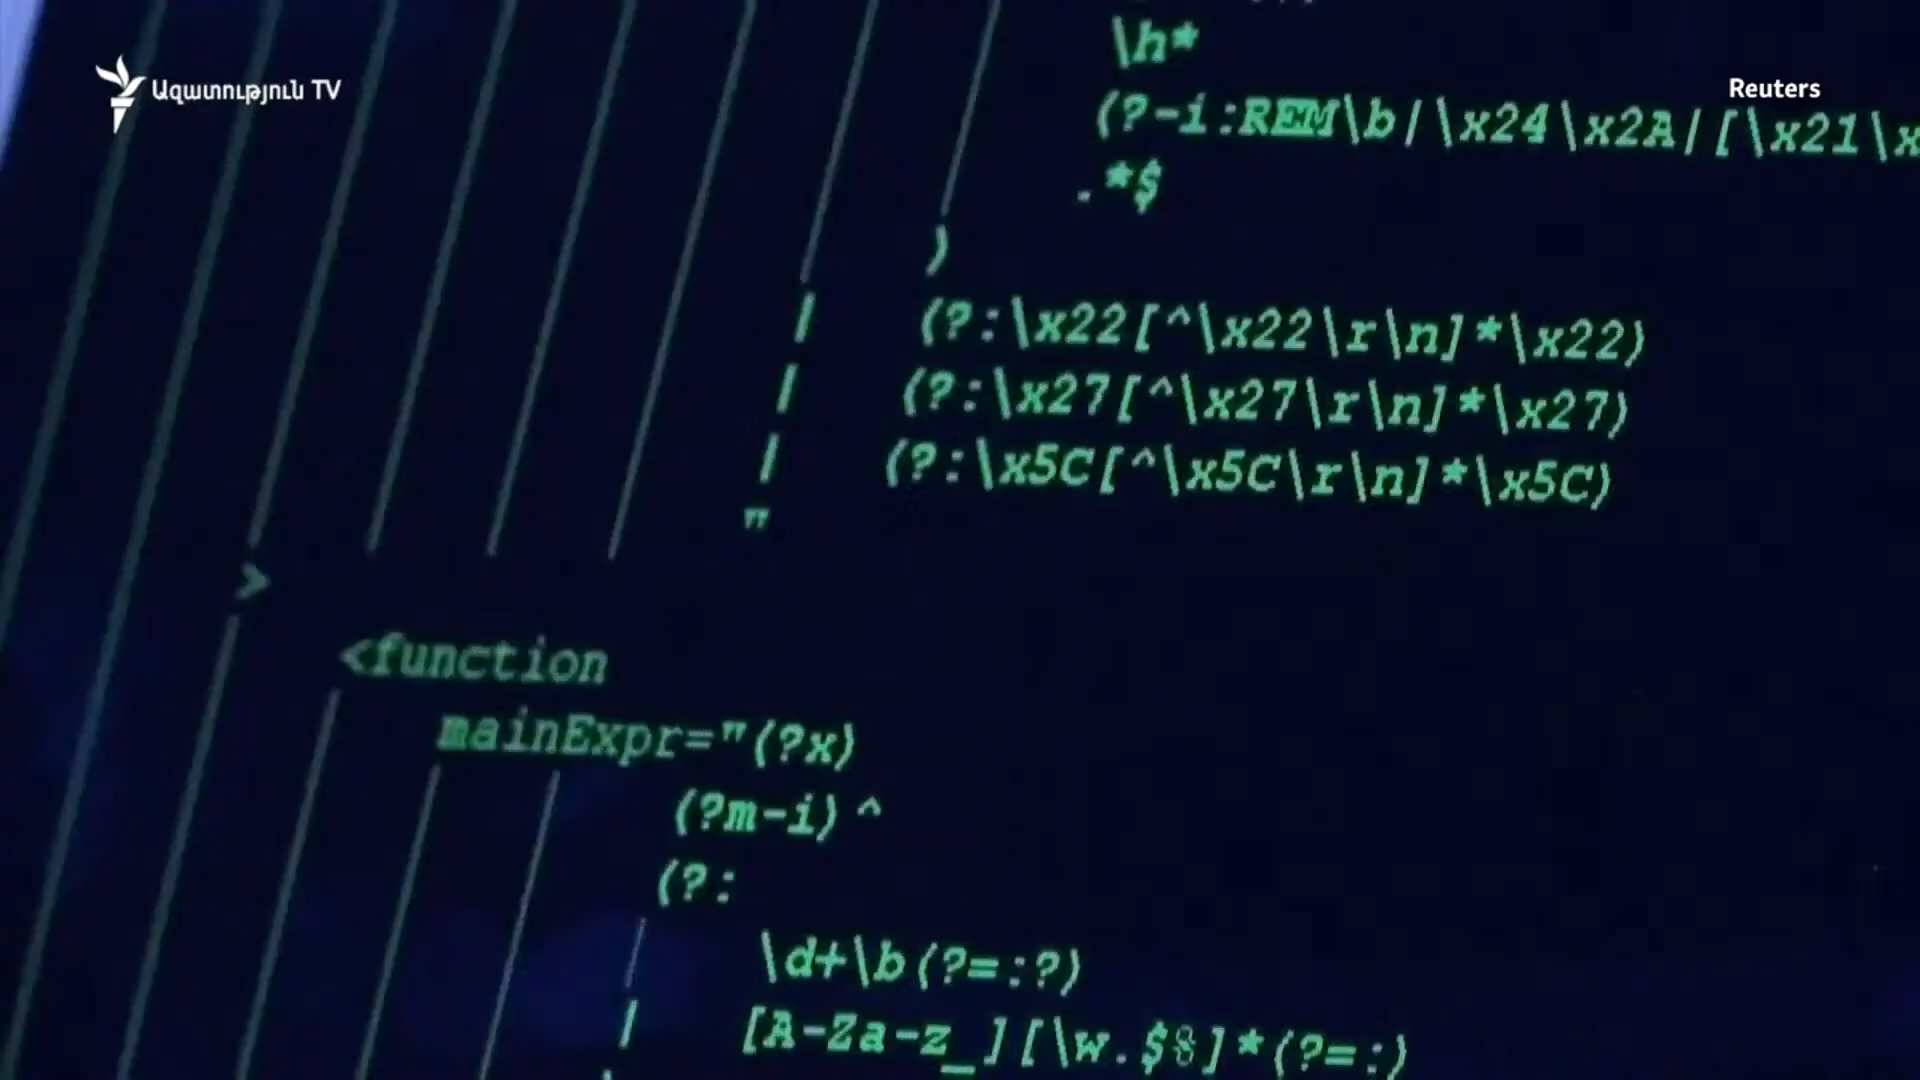 Ազատություն TV
Reuters
\h*
(?-i:REM\b|\x24\x2A|[\x21\x
.*$
)
| (?:\x22[^\x22\r\n]*\x22)
| (?:\x27[^\x27\r\n]*\x27)
| (?:\x5C[^\x5C\r\n]*\x5C)
"
>
<function
mainExpr="(?x)
(?m-i)^
(?:
\d+\b(?=:?)
| [A-Za-z_][\w.$%]*(?=:)